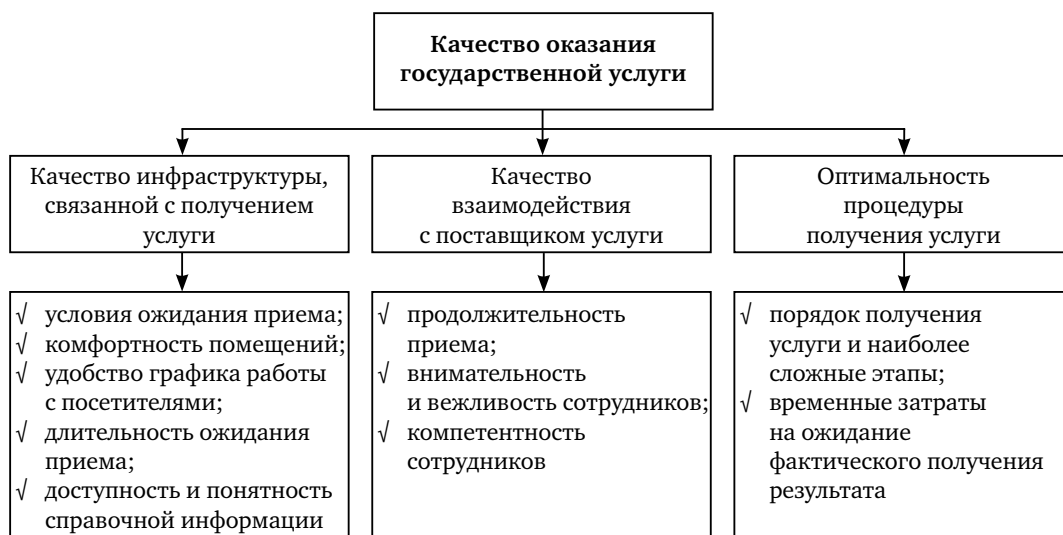 Качество оказания
государственной услуги
Качество инфраструктуры,
связанной с получением
услуги
Качество
взаимодействия
с поставщиком услуги
Оптимальность
процедуры
получения услуги
√ условия ожидания приема;
√ комфортность помещений;
√ удобство графика работы
с посетителями;
√ длительность ожидания
приема;
√ доступность и понятность
справочной информации
√ продолжительность
приема;
√ внимательность
и вежливость сотрудников;
√ компетентность
сотрудников
√ порядок получения
услуги и наиболее
сложные этапы;
√ временные затраты
на ожидание
фактического получения
результата